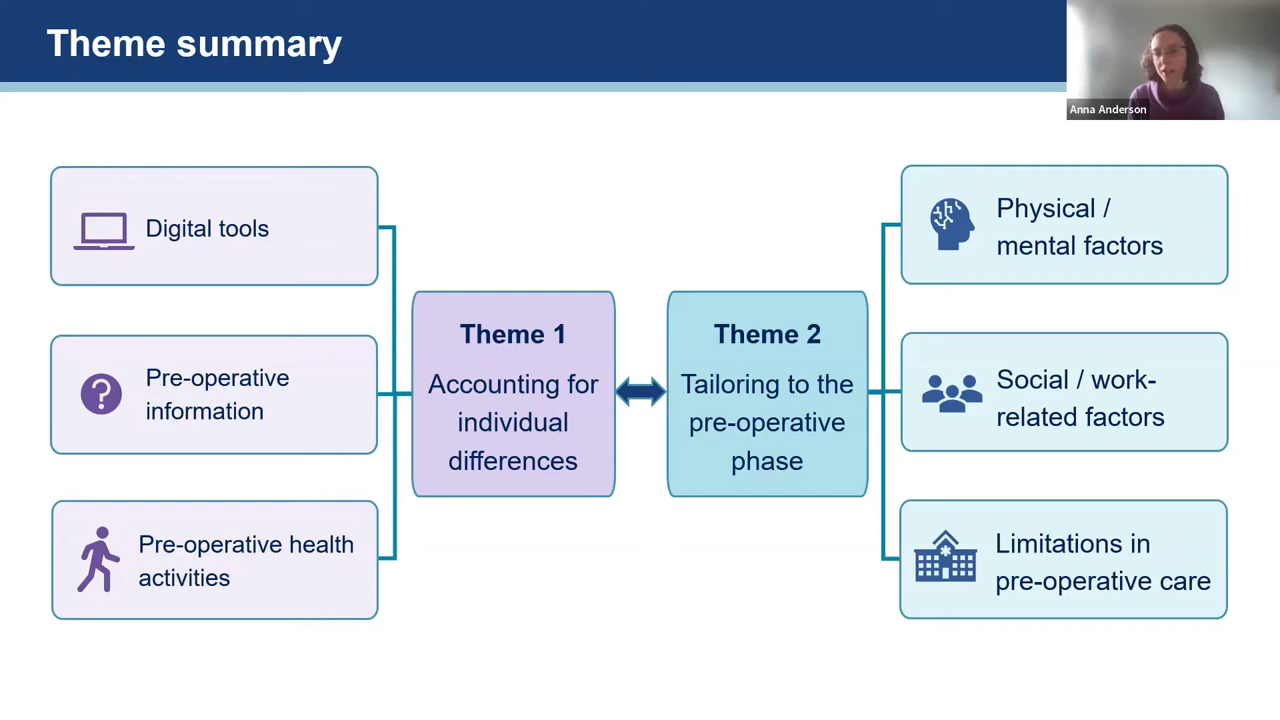 Theme summary
Anna Anderson
Digital tools
Pre-operative
information
Pre-operative health
activities
Theme 1
Accounting for
individual
differences
Theme 2
Tailoring to the
pre-operative
phase
Physical /
mental factors
Social / work-
related factors
Limitations in
pre-operative care